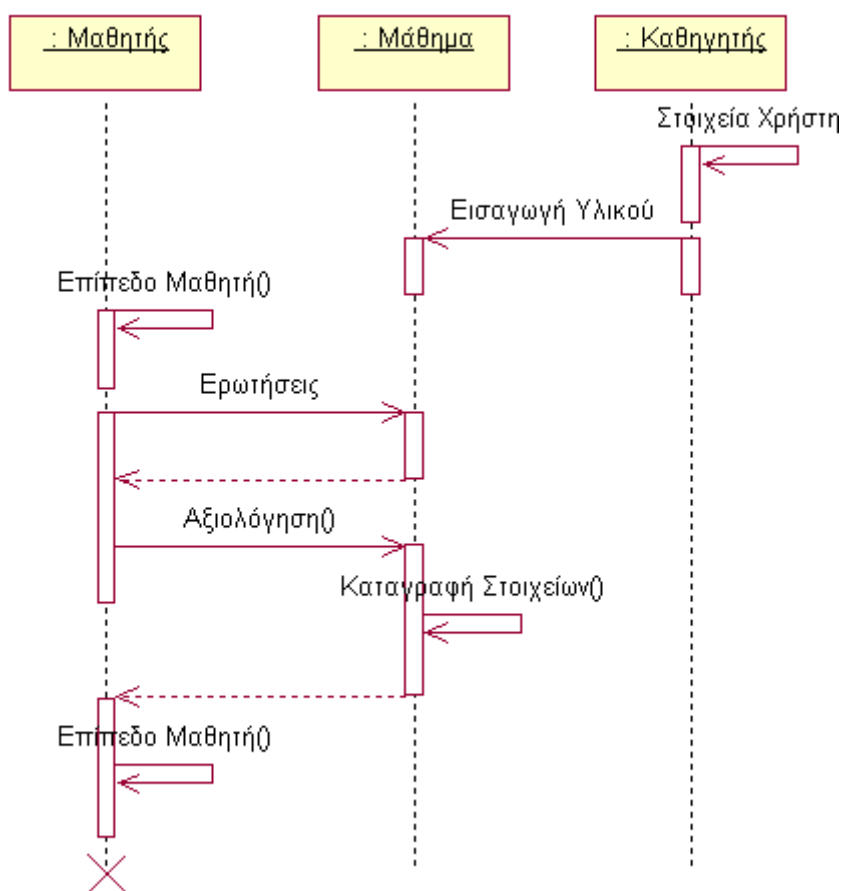 : Μαθητής
: Μάθημα
: Καθηγητής
Στοιχεία Χρήστη
Εισαγωγή Υλικού
Επίπεδο Μαθητή()
Ερωτήσεις
Αξιολόγηση()
Καταγραφή Στοιχείων()
Επίπεδο Μαθητή()